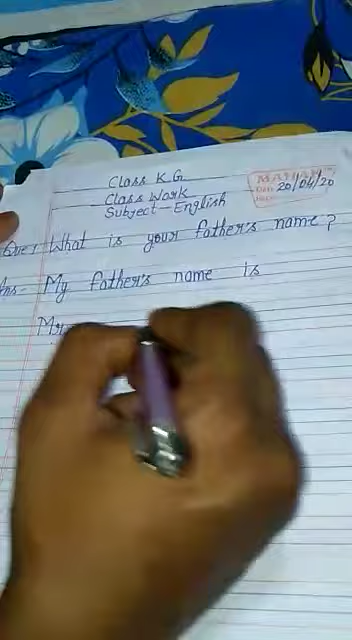 Class K.G.
Class Work
Subject - English
20/04/20
Que: What is your father's name?
Ans- My father's name is
Mr.